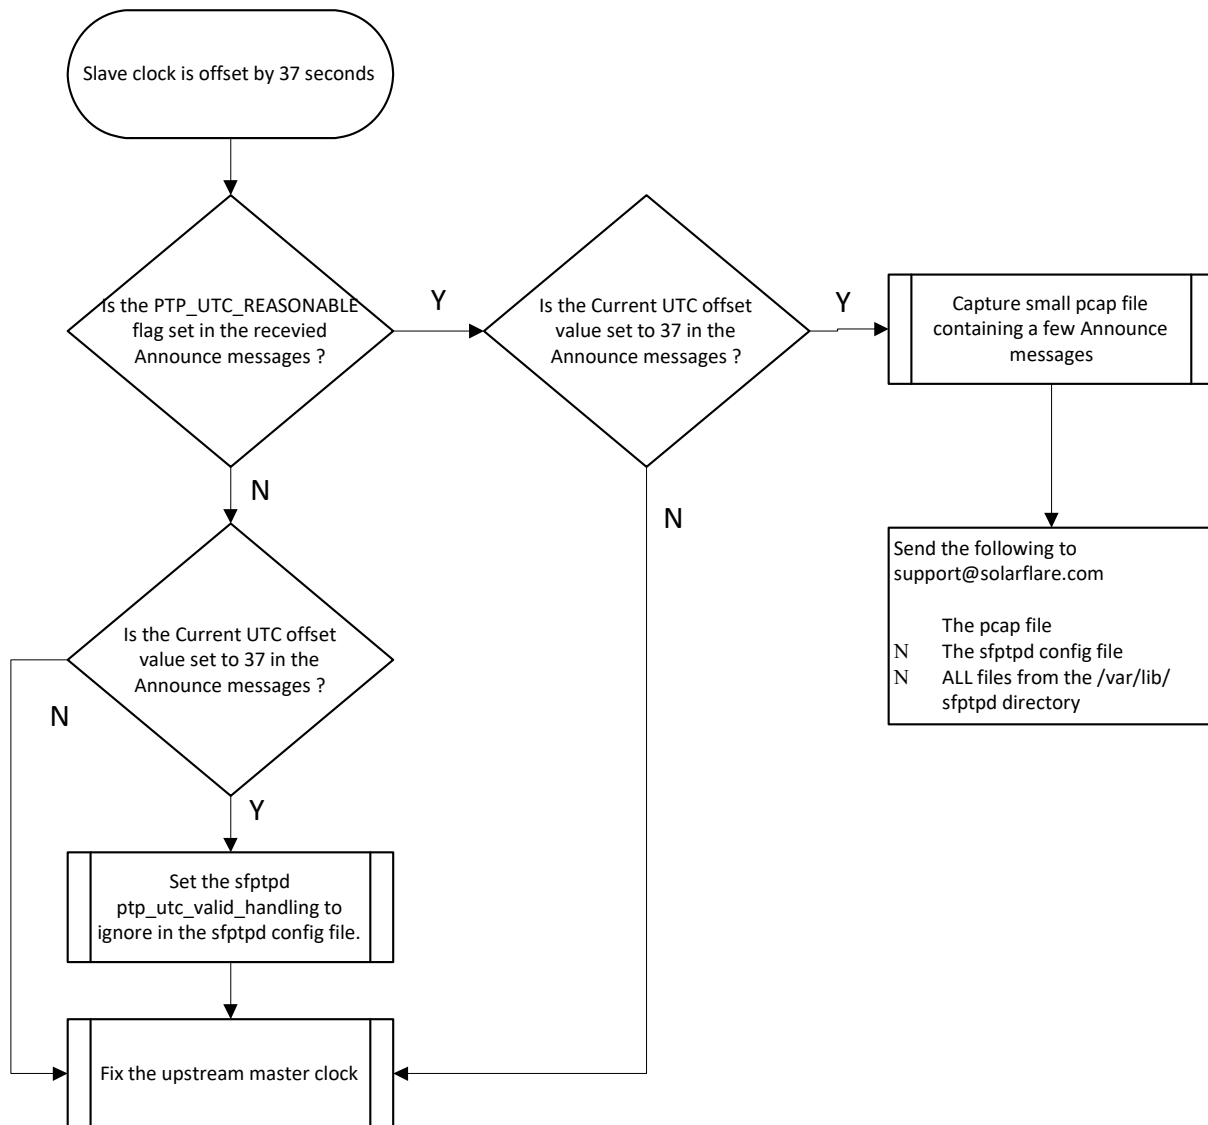 Slave clock is offset by 37 seconds
Is the PTP_UTC_REASONABLE
flag set in the recevied
Announce messages ?
Y
Is the Current UTC offset
value set to 37 in the
Announce messages ?
Y
Capture small pcap file
containing a few Announce
messages
N
N
Send the following to
support@solarflare.com
The pcap file
N The sfptpd config file
N ALL files from the /var/lib/
sfptpd directory
Is the Current UTC offset
value set to 37 in the
Announce messages ?
N
Y
Set the sfptpd
ptp_utc_valid_handling to
ignore in the sfptpd config file.
Fix the upstream master clock